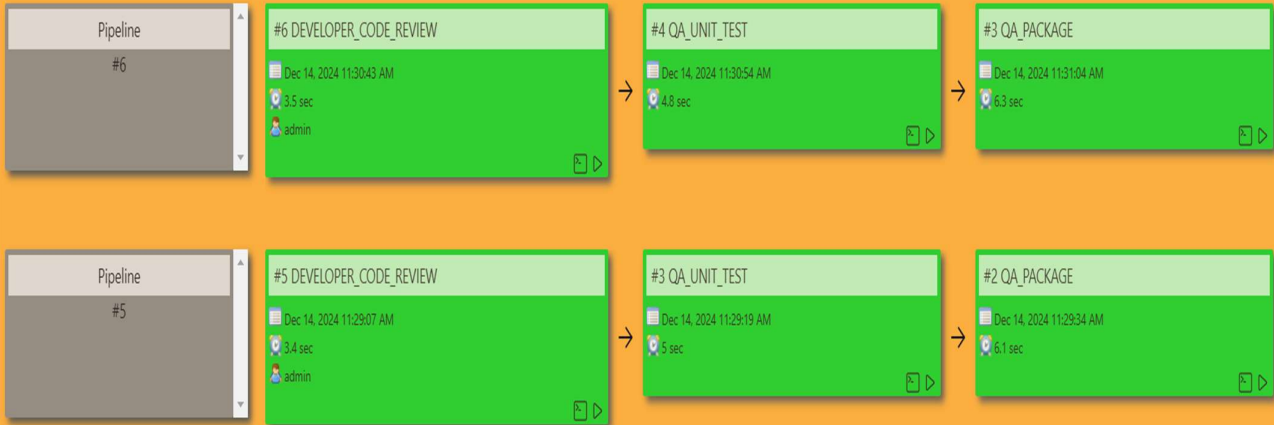 Pipeline
#6
#6 DEVELOPER_CODE_REVIEW
Dec 14, 2024 11:30:43 AM
3.5 sec
admin
#4 QA_UNIT_TEST
Dec 14, 2024 11:30:54 AM
4.8 sec
#3 QA_PACKAGE
Dec 14, 2024 11:31:04 AM
6.3 sec
Pipeline
#5
#5 DEVELOPER_CODE_REVIEW
Dec 14, 2024 11:29:07 AM
3.4 sec
admin
#3 QA_UNIT_TEST
Dec 14, 2024 11:29:19 AM
5 sec
#2 QA_PACKAGE
Dec 14, 2024 11:29:34 AM
6.1 sec